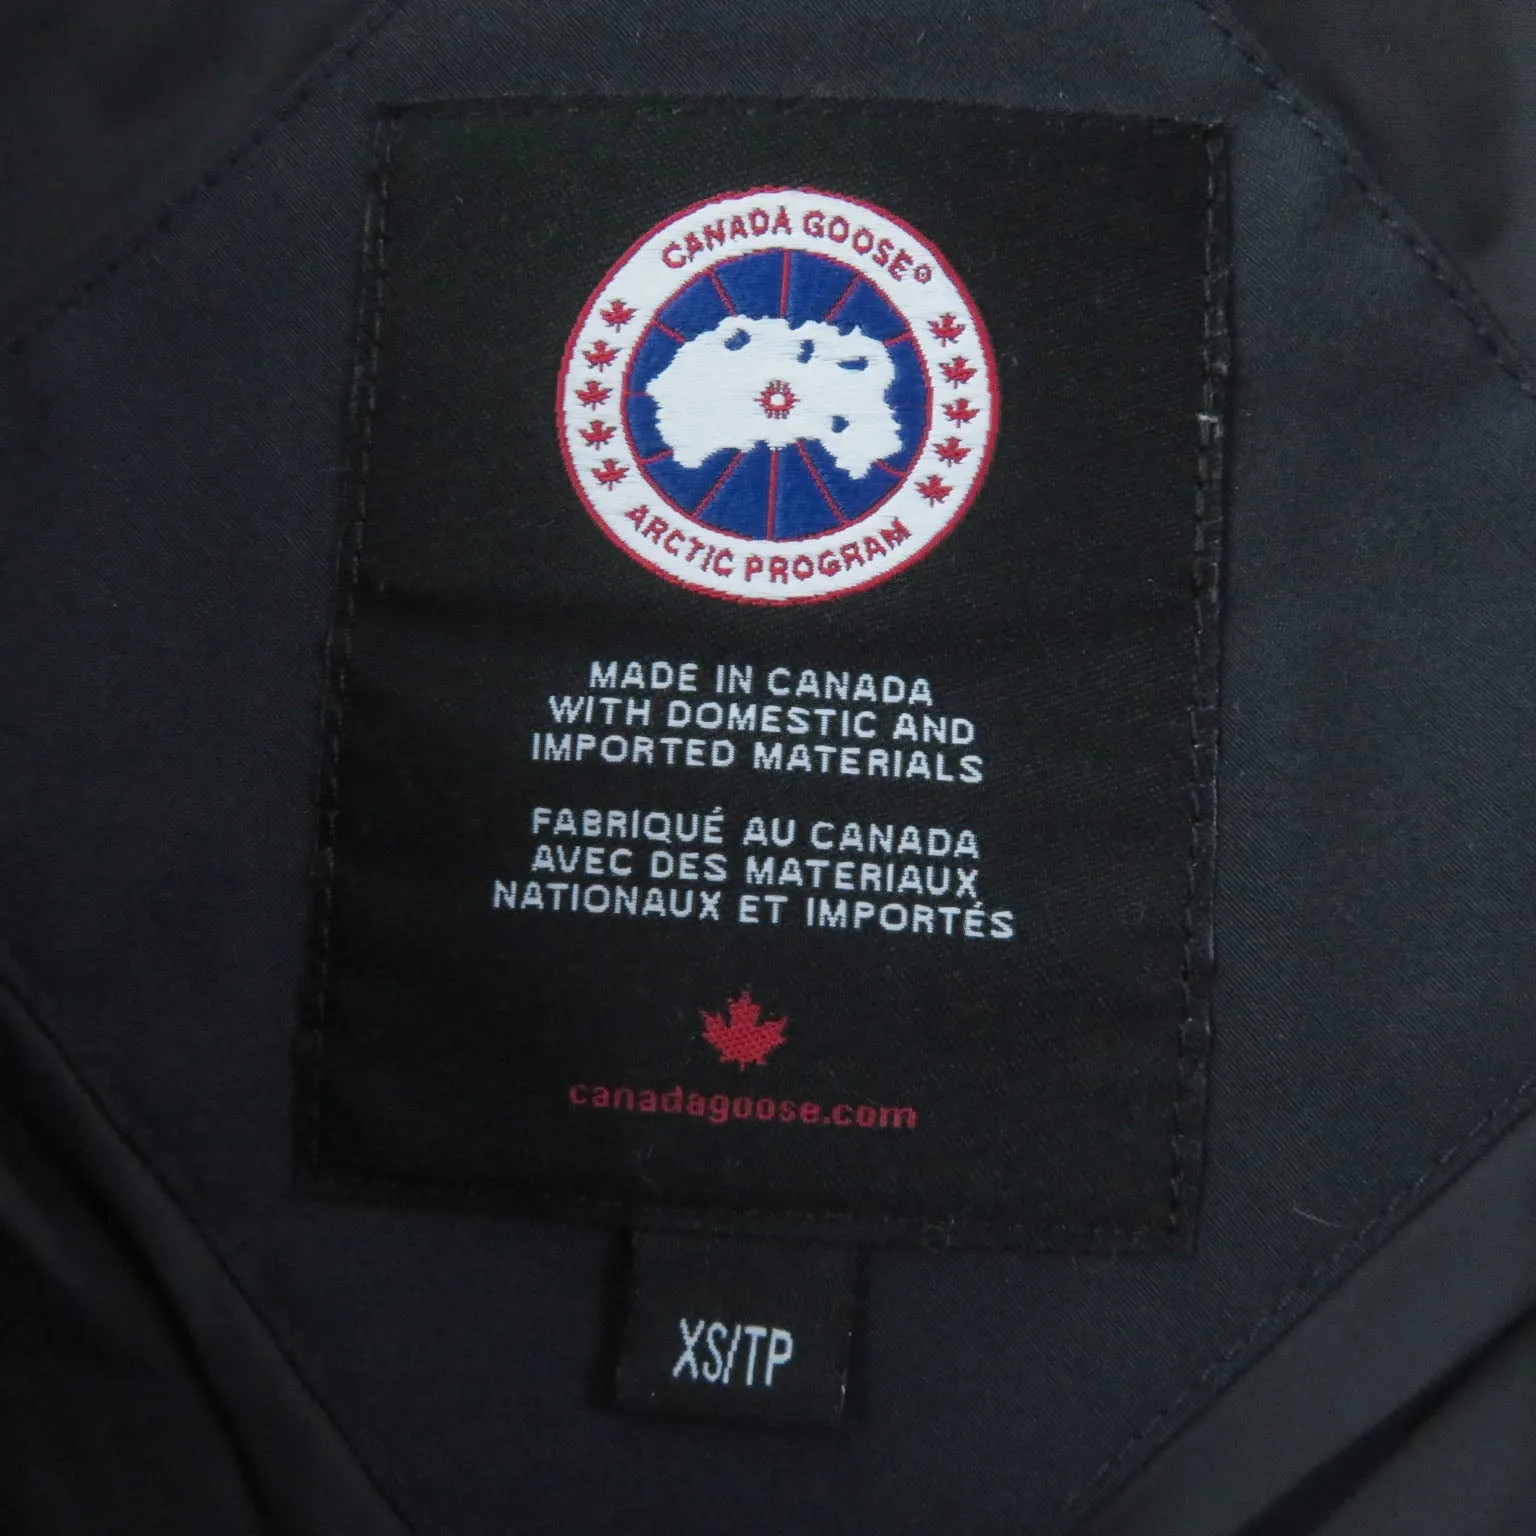 CANADA GOOSE®
ARCTIC PROGRAM
MADE IN CANADA
WITH DOMESTIC AND
IMPORTED MATERIALS
FABRIQUÉ AU CANADA
AVEC DES MATERIAUX
NATIONAUX ET IMPORTÉS
canadagoose.com
XS/TP